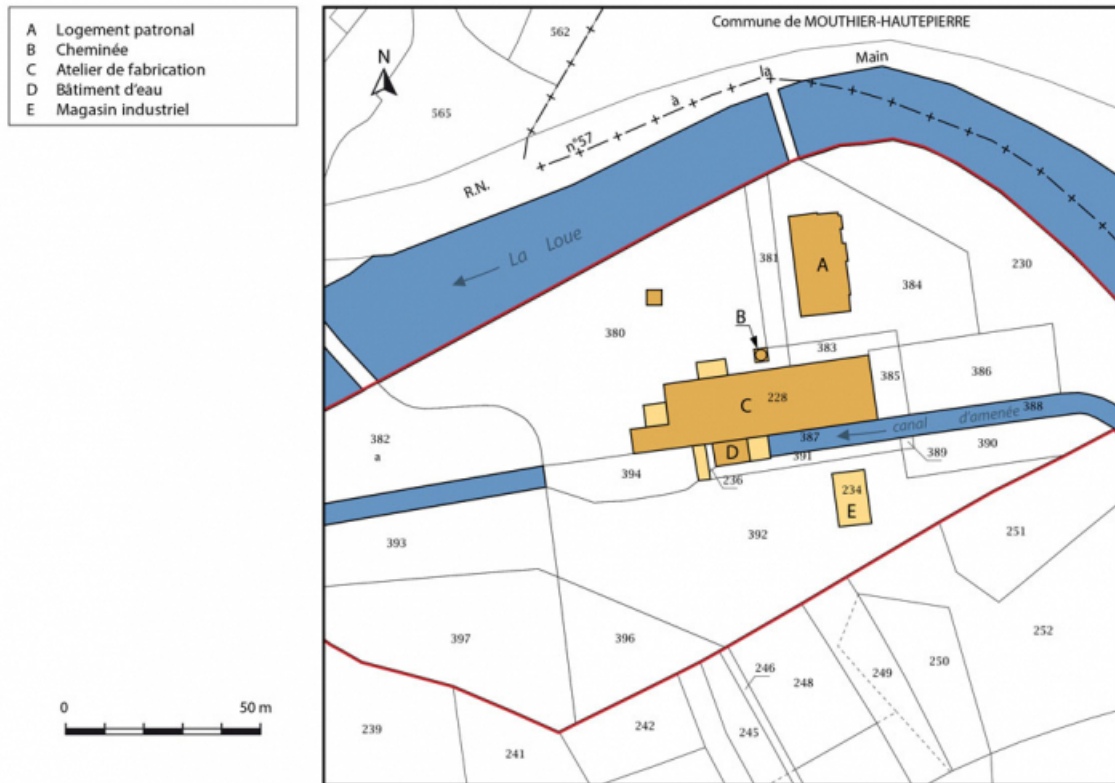 A Logement patronal
B Cheminée
C Atelier de fabrication
D Bâtiment d'eau
E Magasin industriel
Commune de MOUTHIER-HAUTEPIERRE
562
N
Main
la
à
565
n°57
R.N.
La Loue
381
A
230
384
380
B
383
385
386
C
228
388
canal d'amenée
387
382
a
D
391
389
390
394
236
234
E
393
392
251
397
396
252
246
248
249
250
0 50 m
239
242
245
241